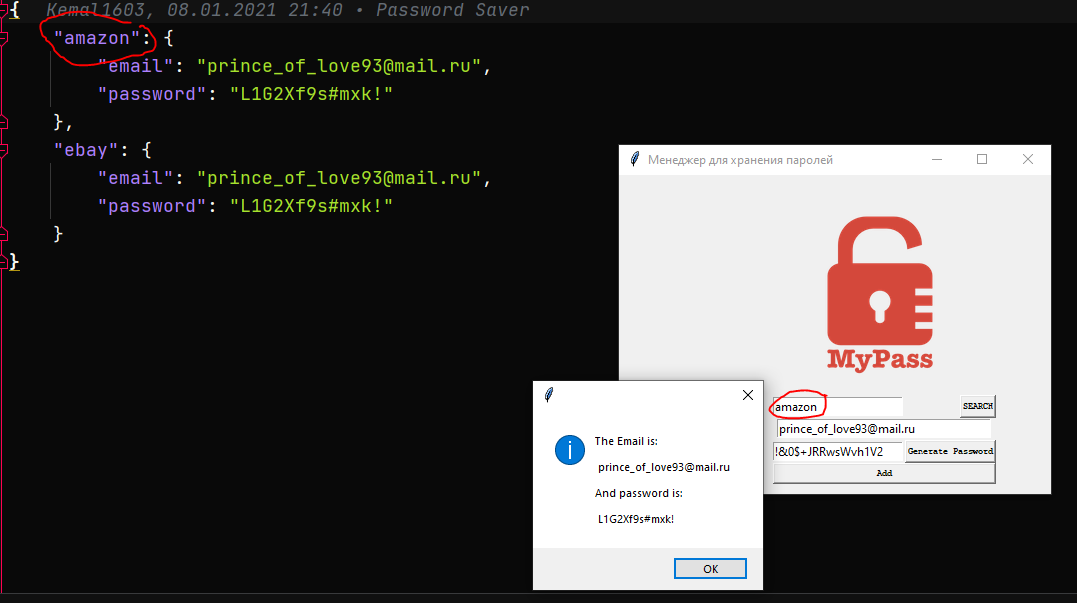 { Kemal1603, 08.01.2021 21:40 • Password Saver
"amazon": {
"email": "prince_of_love93@mail.ru",
"password": "L1G2Xf9s#mxk!"
},
"ebay": {
"email": "prince_of_love93@mail.ru",
"password": "L1G2Xf9s#mxk!"
}
}
Менеджер для хранения паролей
MyPass
amazon SEARCH
prince_of_love93@mail.ru
!&0$+JRRwsWvh1V2 Generate Password
Add
The Email is:
prince_of_love93@mail.ru
And password is:
L1G2Xf9s#mxk!
OK